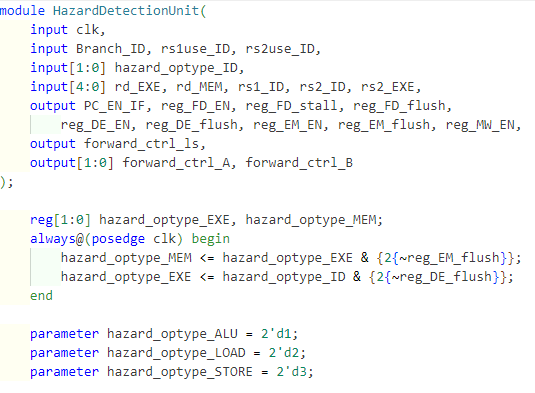 module HazardDetectionUnit(
    input clk,
    input Branch_ID, rs1use_ID, rs2use_ID,
    input[1:0] hazard_optype_ID,
    input[4:0] rd_EXE, rd_MEM, rs1_ID, rs2_ID, rs2_EXE,
    output PC_EN_IF, reg_FD_EN, reg_FD_stall, reg_FD_flush,
        reg_DE_EN, reg_DE_flush, reg_EM_EN, reg_EM_flush, reg_MW_EN,
    output forward_ctrl_ls,
    output[1:0] forward_ctrl_A, forward_ctrl_B
);
    reg[1:0] hazard_optype_EXE, hazard_optype_MEM;
    always@(posedge clk) begin
        hazard_optype_MEM <= hazard_optype_EXE & {2{~reg_EM_flush}};
        hazard_optype_EXE <= hazard_optype_ID & {2{~reg_DE_flush}};
    end
    parameter hazard_optype_ALU = 2'd1;
    parameter hazard_optype_LOAD = 2'd2;
    parameter hazard_optype_STORE = 2'd3;